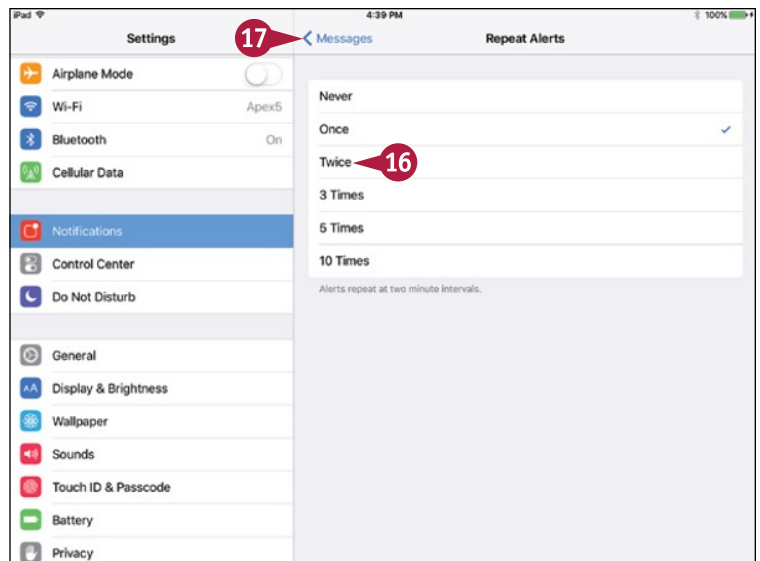 iPad 4:39 PM 100%
Settings 17 Messages Repeat Alerts
Airplane Mode
Wi-Fi Apex5
Bluetooth On
Cellular Data
Notifications
Control Center
Do Not Disturb
General
AA Display & Brightness
Wallpaper
Sounds
Touch ID & Passcode
Battery
Privacy
Never
Once
Twice 16
3 Times
5 Times
10 Times
Alerts repeat at two minute intervals.